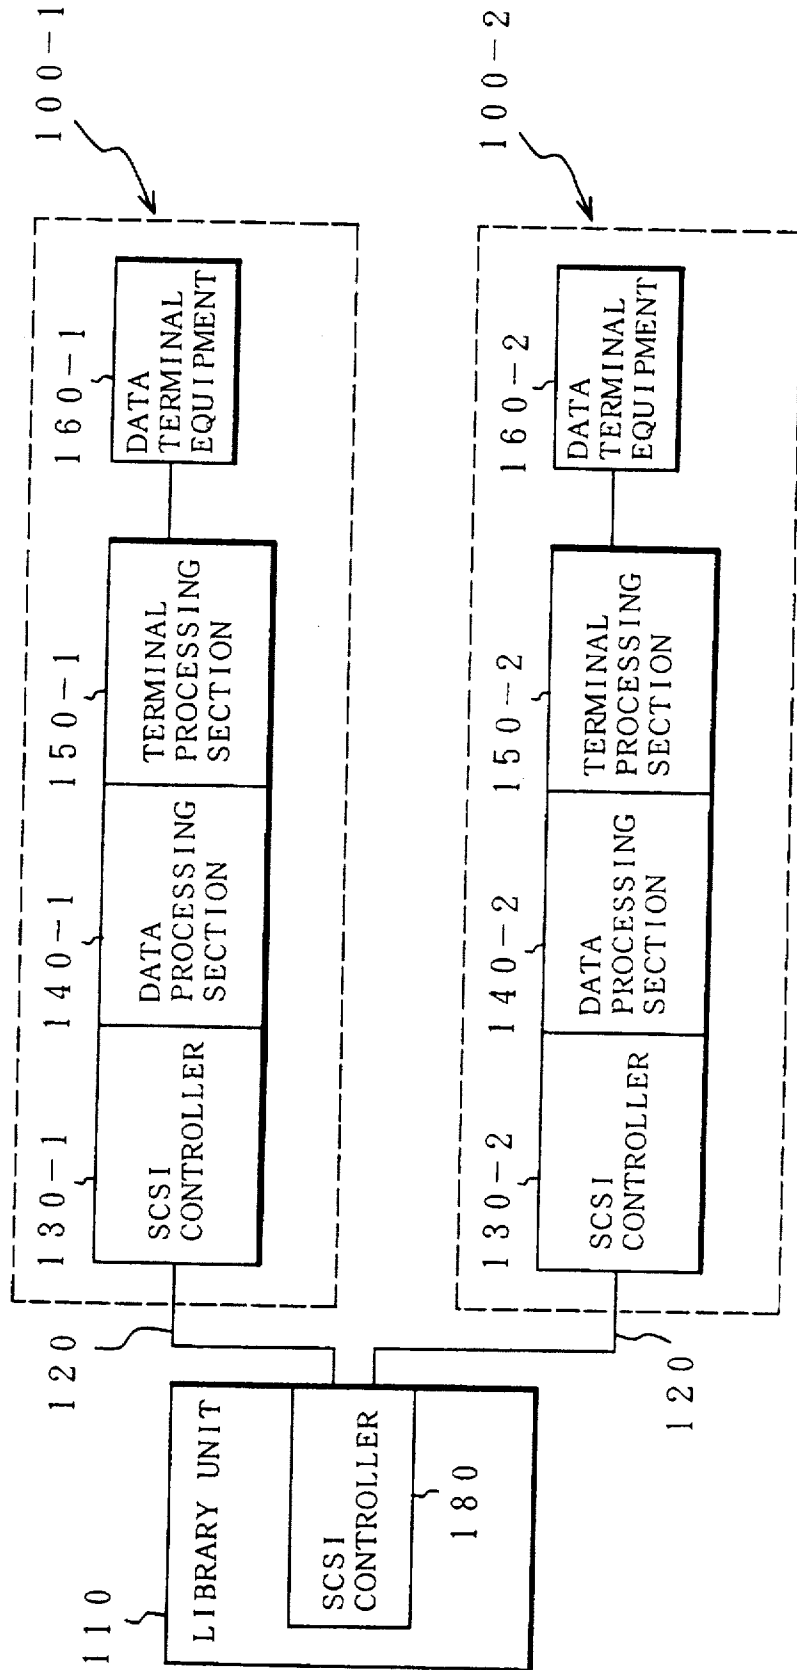 100-1
160-1
DATA
TERMINAL
EQUIPMENT
150-1
TERMINAL
PROCESSING
SECTION
140-1
DATA
PROCESSING
SECTION
130-1
SCSI
CONTROLLER
120
110
LIBRARY UNIT
SCSI
CONTROLLER
180
100-2
160-2
DATA
TERMINAL
EQUIPMENT
150-2
TERMINAL
PROCESSING
SECTION
140-2
DATA
PROCESSING
SECTION
130-2
SCSI
CONTROLLER
120